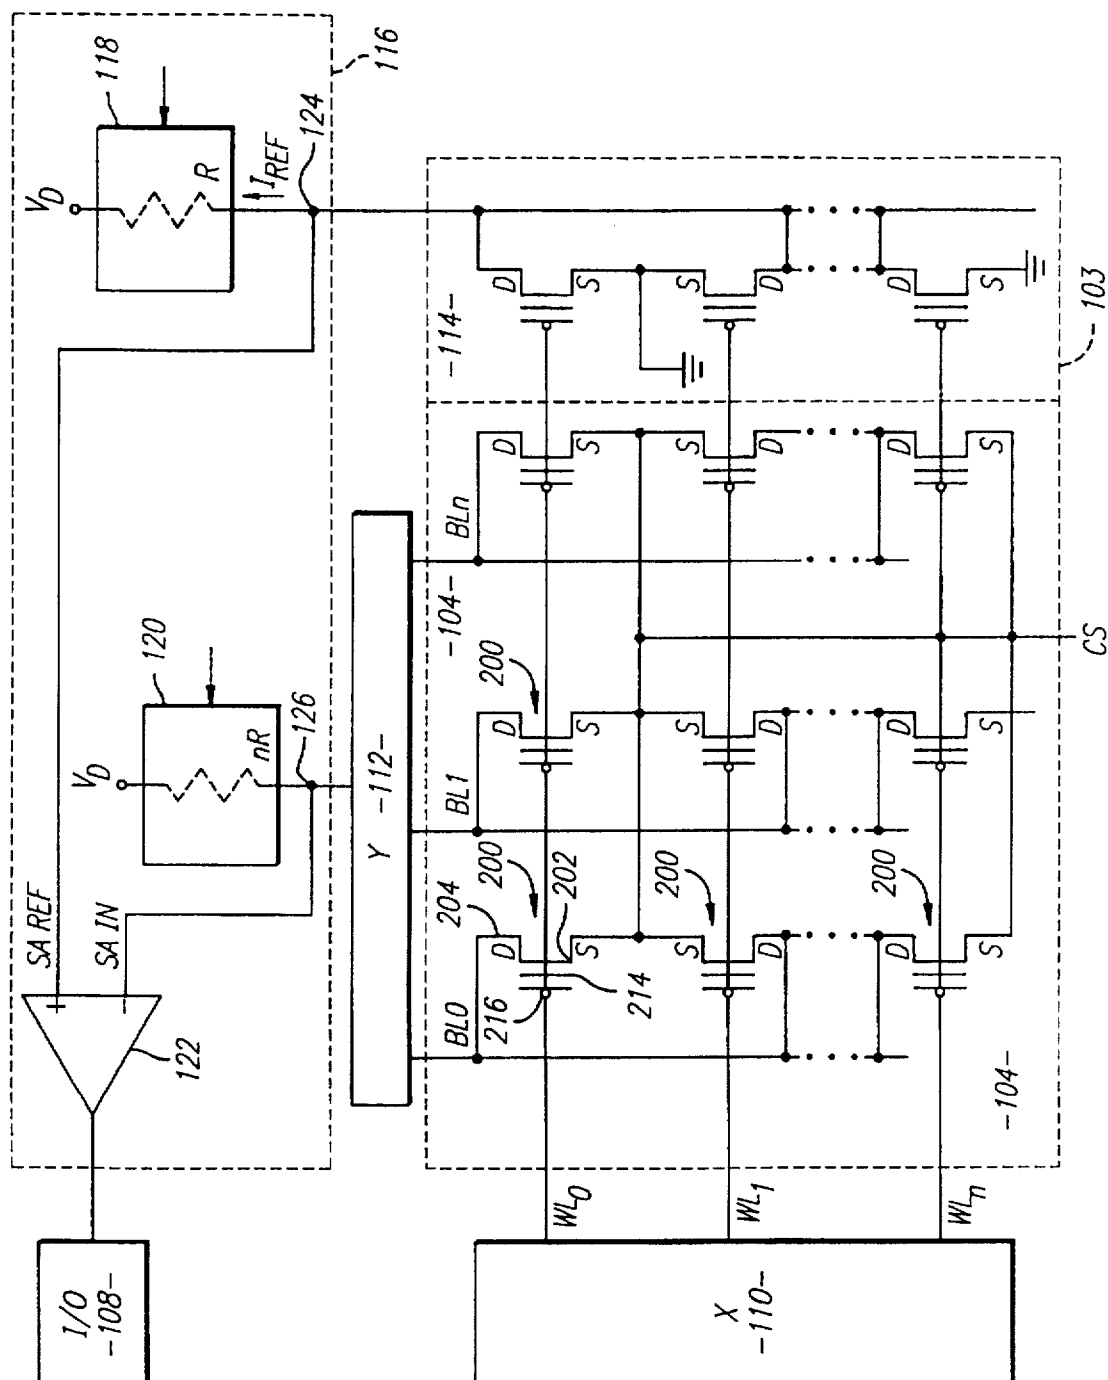 116
118
V_D
R
I_REF
124
120
V_D
nR
126
SA REF
SA IN
+
−
122
I/O
-108-
Y
-112-
-114-
103
-104-
BL0
BL1
BLn
204
200
200
D
D
D
D
202
216
214
S
S
S
S
200
S
S
S
S
D
D
D
D
200
D
D
D
D
S
S
S
S
-104-
CS
WL_0
WL_1
WL_n
X
-110-